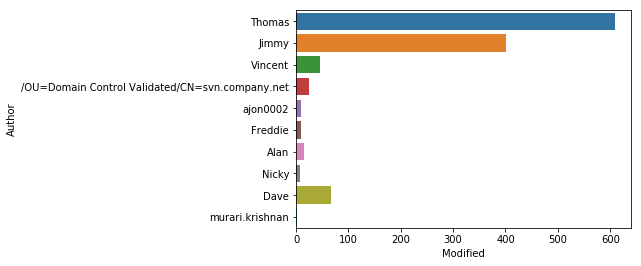 Thomas
Jimmy
Vincent
/OU=Domain Control Validated/CN=svn.company.net
ajon0002
Freddie
Alan
Nicky
Dave
murari.krishnan
Author
0 100 200 300 400 500 600
Modified